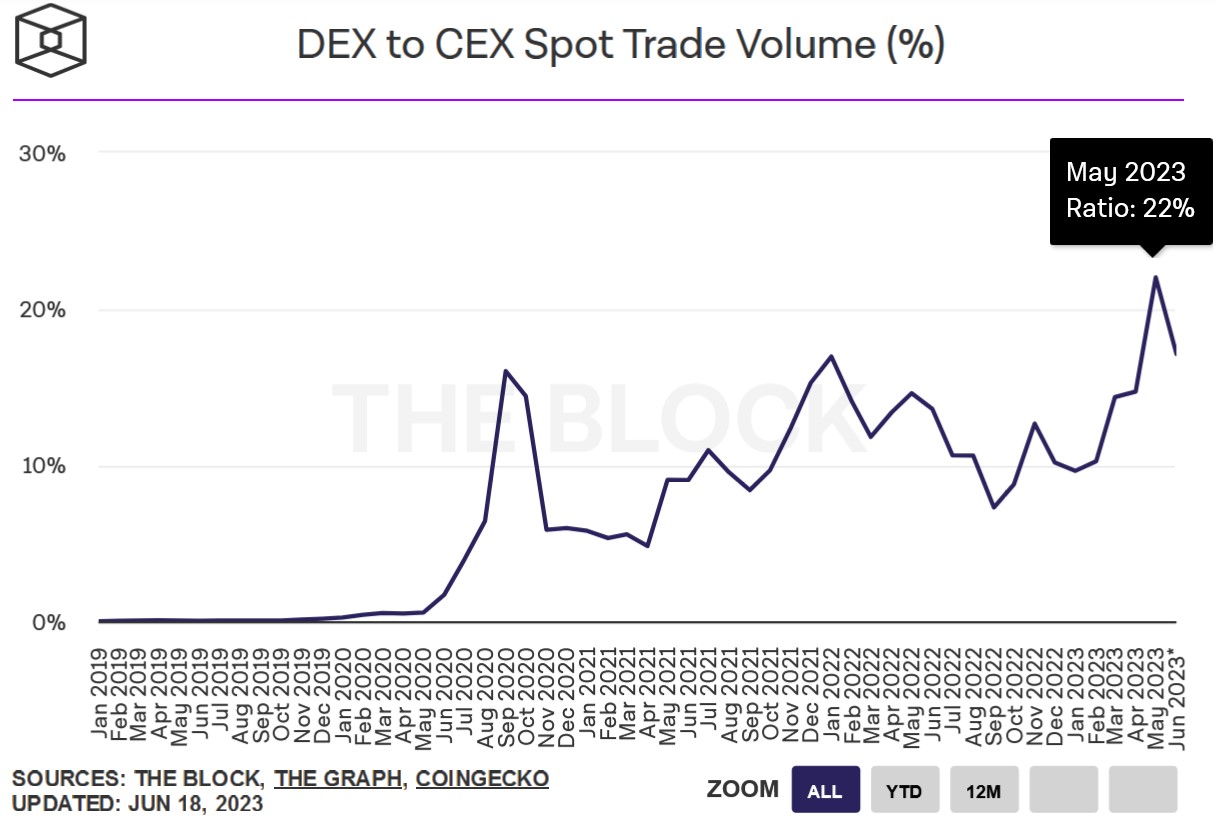 DEX to CEX Spot Trade Volume (%)
30%
May 2023
Ratio: 22%
20%
THE BLOCK
10%
0%
Jan 2019
Feb 2019
Mar 2019
Apr 2019
May 2019
Jun 2019
Jul 2019
Aug 2019
Sep 2019
Oct 2019
Nov 2019
Dec 2019
Jan 2020
Feb 2020
Mar 2020
Apr 2020
May 2020
Jun 2020
Jul 2020
Aug 2020
Sep 2020
Oct 2020
Nov 2020
Dec 2020
Jan 2021
Feb 2021
Mar 2021
Apr 2021
May 2021
Jun 2021
Jul 2021
Aug 2021
Sep 2021
Oct 2021
Nov 2021
Dec 2021
Jan 2022
Feb 2022
Mar 2022
Apr 2022
May 2022
Jun 2022
Jul 2022
Aug 2022
Sep 2022
Oct 2022
Nov 2022
Dec 2022
Jan 2023
Feb 2023
Mar 2023
Apr 2023
May 2023
Jun 2023*
SOURCES: THE BLOCK, THE GRAPH, COINGECKO
UPDATED: JUN 18, 2023
ZOOM ALL YTD 12M